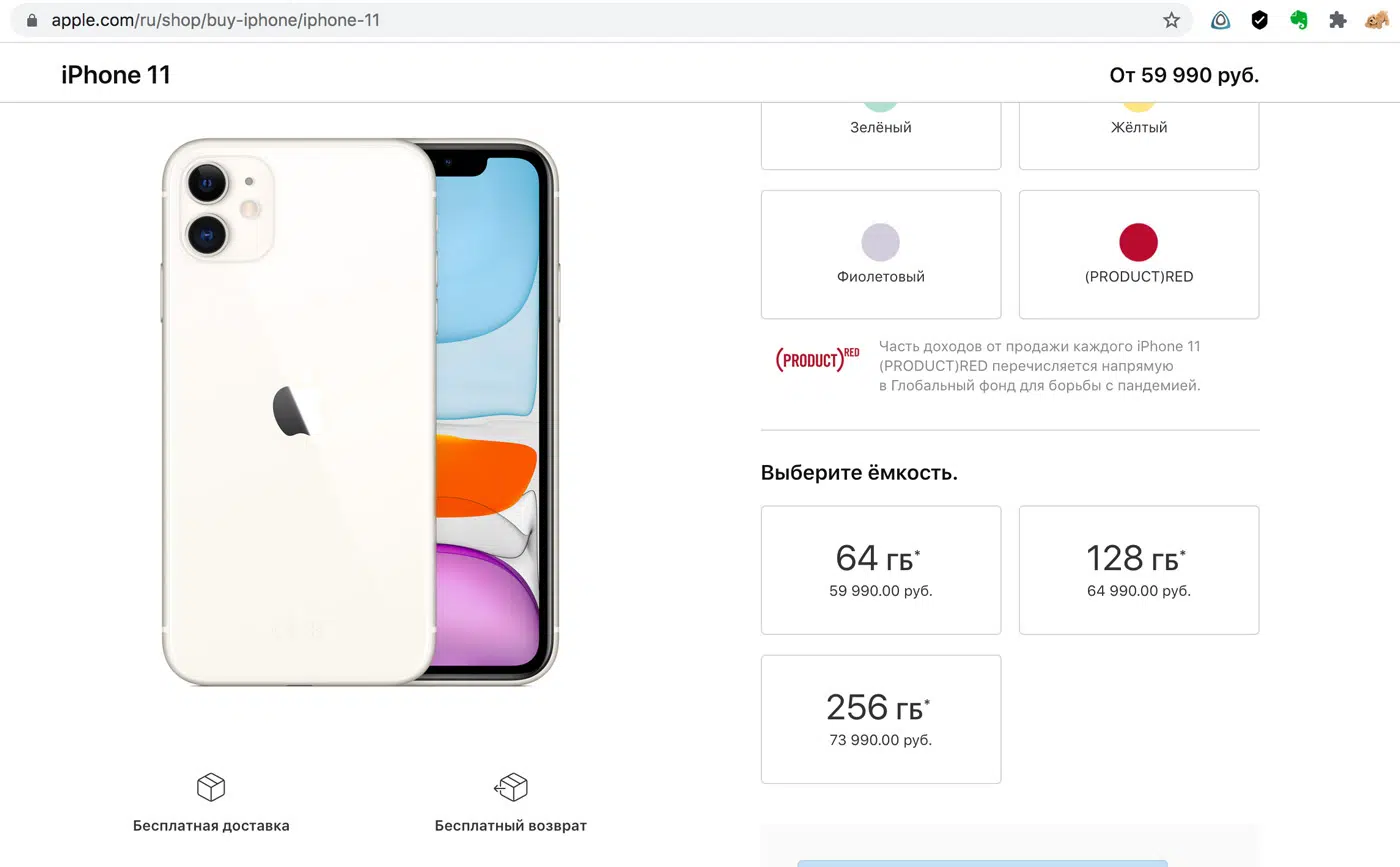 apple.com/ru/shop/buy-iphone/iphone-11
iPhone 11
От 59 990 руб.
Зелёный
Жёлтый
Фиолетовый
(PRODUCT)RED
(PRODUCT)RED
Часть доходов от продажи каждого iPhone 11
(PRODUCT)RED перечисляется напрямую
в Глобальный фонд для борьбы с пандемией.
Выберите ёмкость.
64 ГБ*
59 990.00 руб.
128 ГБ*
64 990.00 руб.
256 ГБ*
73 990.00 руб.
Бесплатная доставка
Бесплатный возврат